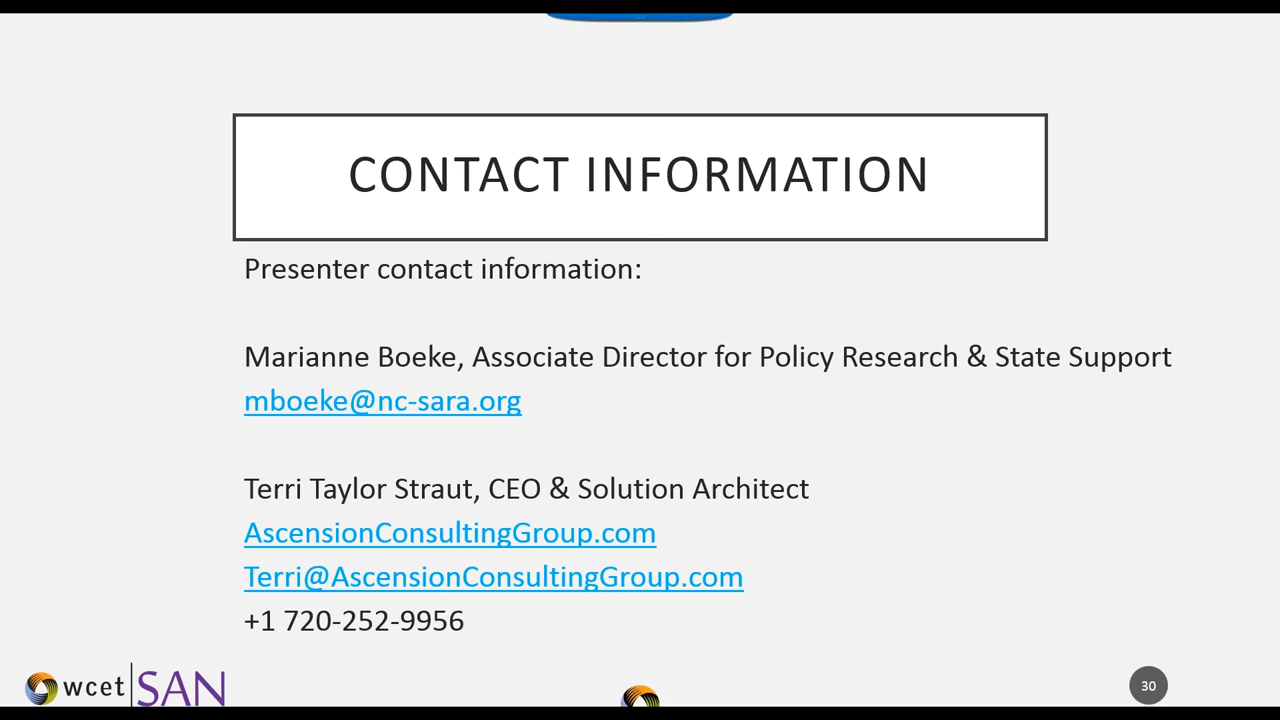 CONTACT INFORMATION
Presenter contact information:
Marianne Boeke, Associate Director for Policy Research & State Support
mboeke@nc-sara.org
Terri Taylor Straut, CEO & Solution Architect
AscensionConsultingGroup.com
Terri@AscensionConsultingGroup.com
+1 720-252-9956
wcet SAN
30